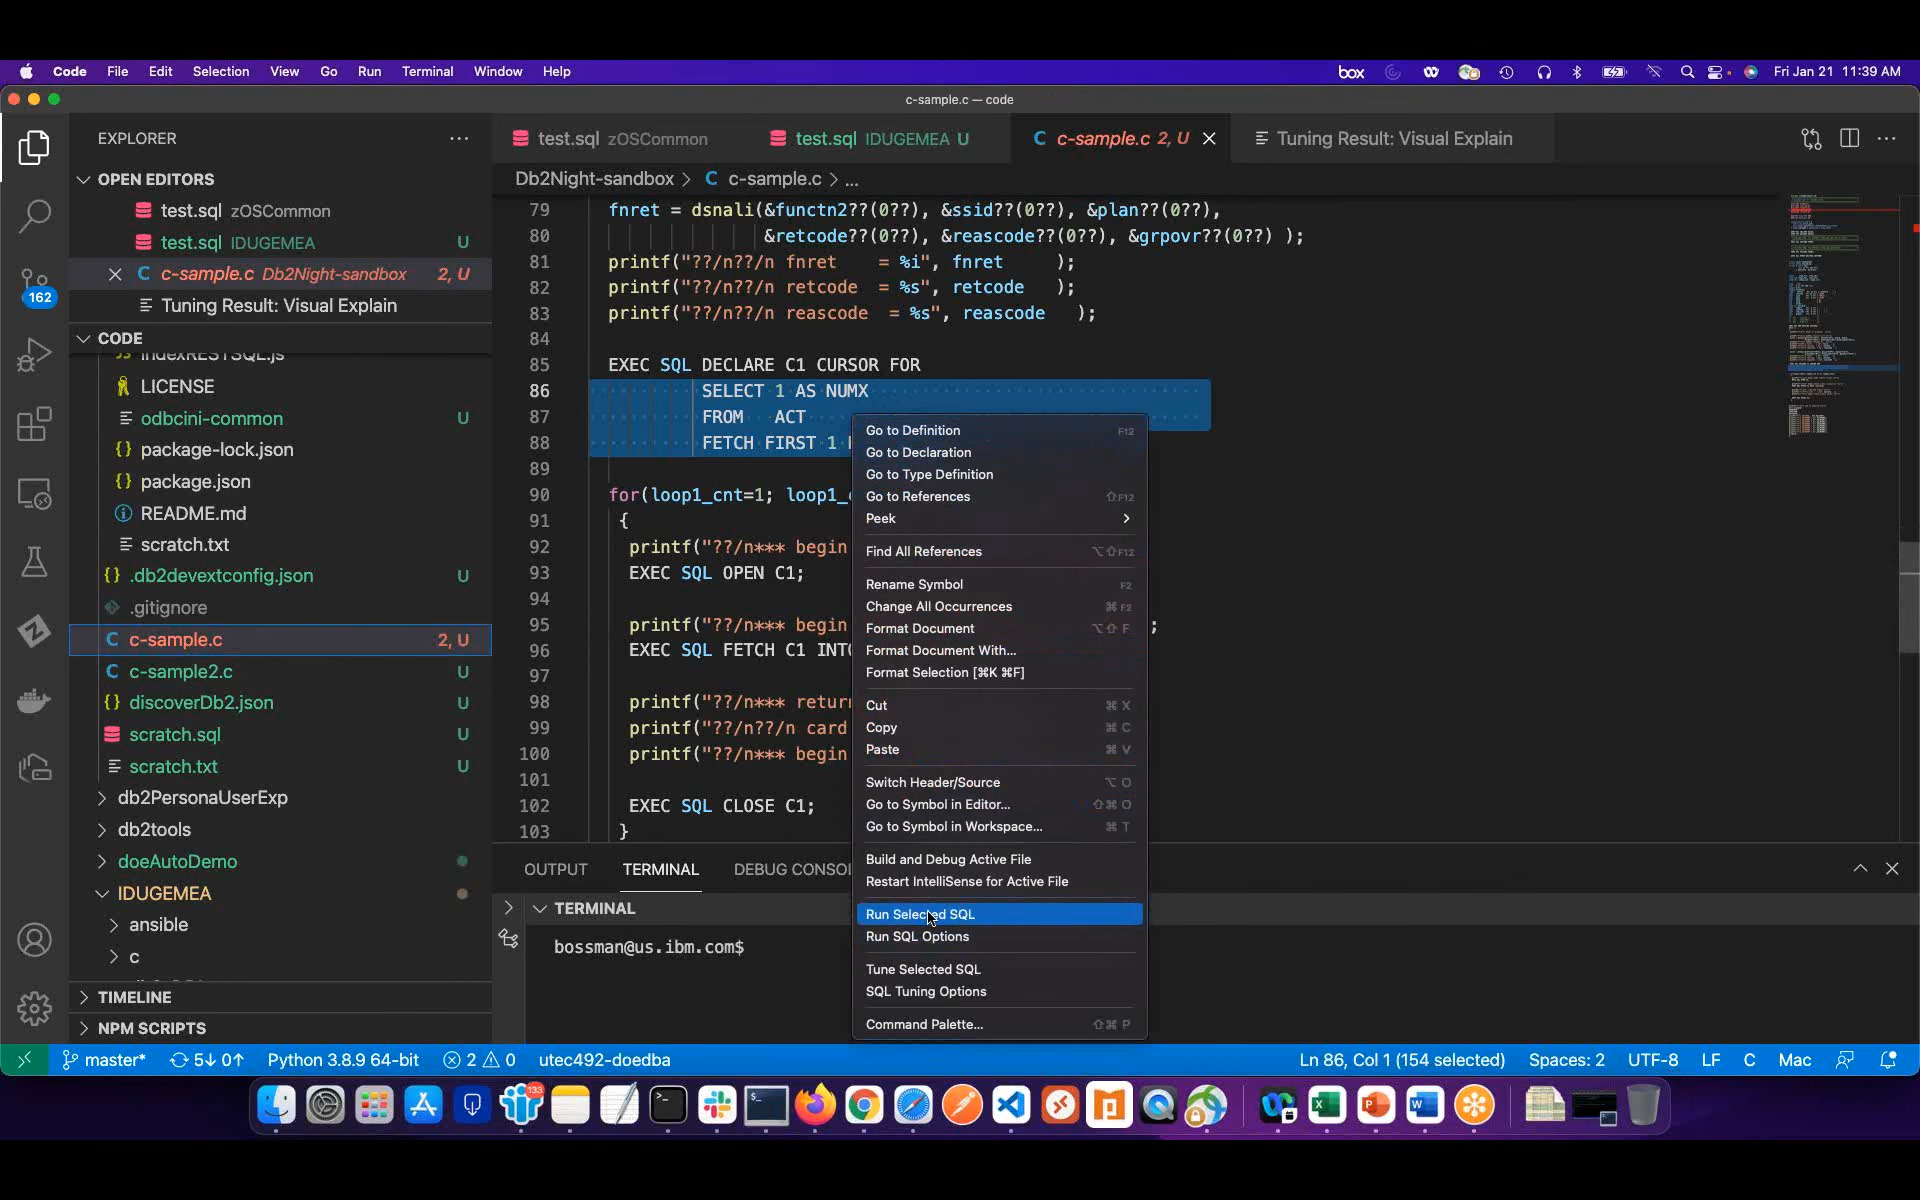 Code File Edit Selection View Go Run Terminal Window Help box Fri Jan 21 11:39 AM
c-sample.c — code
EXPLORER
OPEN EDITORS
test.sql zOSCommon
test.sql IDUGEMEA U
c-sample.c Db2Night-sandbox 2, U
Tuning Result: Visual Explain
CODE
indexRESTSQL.js
LICENSE
odbcini-common U
{} package-lock.json
{} package.json
README.md
scratch.txt
{} .db2devextconfig.json U
.gitignore
C c-sample.c 2, U
C c-sample2.c U
{} discoverDb2.json U
scratch.sql U
scratch.txt U
db2PersonaUserExp
db2tools
doeAutoDemo
IDUGEMEA
ansible
c
TIMELINE
NPM SCRIPTS
162
test.sql zOSCommon test.sql IDUGEMEA U C c-sample.c 2, U Tuning Result: Visual Explain
Db2Night-sandbox > C c-sample.c > ...
79 fnret = dsnali(&functn2??(0??), &ssid??(0??), &plan??(0??),
80 &retcode??(0??), &reascode??(0??), &grpovr??(0??) );
81 printf("??/n??/n fnret = %i", fnret );
82 printf("??/n??/n retcode = %s", retcode );
83 printf("??/n??/n reascode = %s", reascode );
84
85 EXEC SQL DECLARE C1 CURSOR FOR
86 SELECT 1 AS NUMX
87 FROM ACT
88 FETCH FIRST 1
89
90 for(loop1_cnt=1;
91 {
92 printf("??/n*** begin
93 EXEC SQL OPEN C1;
94
95 printf("??/n*** begin ;
96 EXEC SQL FETCH C1
97
98 printf("??/n***
99 printf("??/n??/n card
100 printf("??/n*** begin
101
102 EXEC SQL CLOSE C1;
103 }
Go to Definition F12
Go to Declaration
Go to Type Definition
Go to References ⇧F12
Peek >
Find All References ⌥⇧F12
Rename Symbol F2
Change All Occurrences ⌘F2
Format Document ⌥⇧F
Format Document With...
Format Selection [⌘K ⌘F]
Cut ⌘X
Copy ⌘C
Paste ⌘V
Switch Header/Source ⌥O
Go to Symbol in Editor... ⇧⌘O
Go to Symbol in Workspace... ⌘T
Build and Debug Active File
Restart IntelliSense for Active File
Run Selected SQL
Run SQL Options
Tune Selected SQL
SQL Tuning Options
Command Palette... ⇧⌘P
OUTPUT TERMINAL DEBUG
TERMINAL
bossman@us.ibm.com$
master* 5↓ 0↑ Python 3.8.9 64-bit 2 0 utec492-doedba Ln 86, Col 1 (154 selected) Spaces: 2 UTF-8 LF C Mac
133